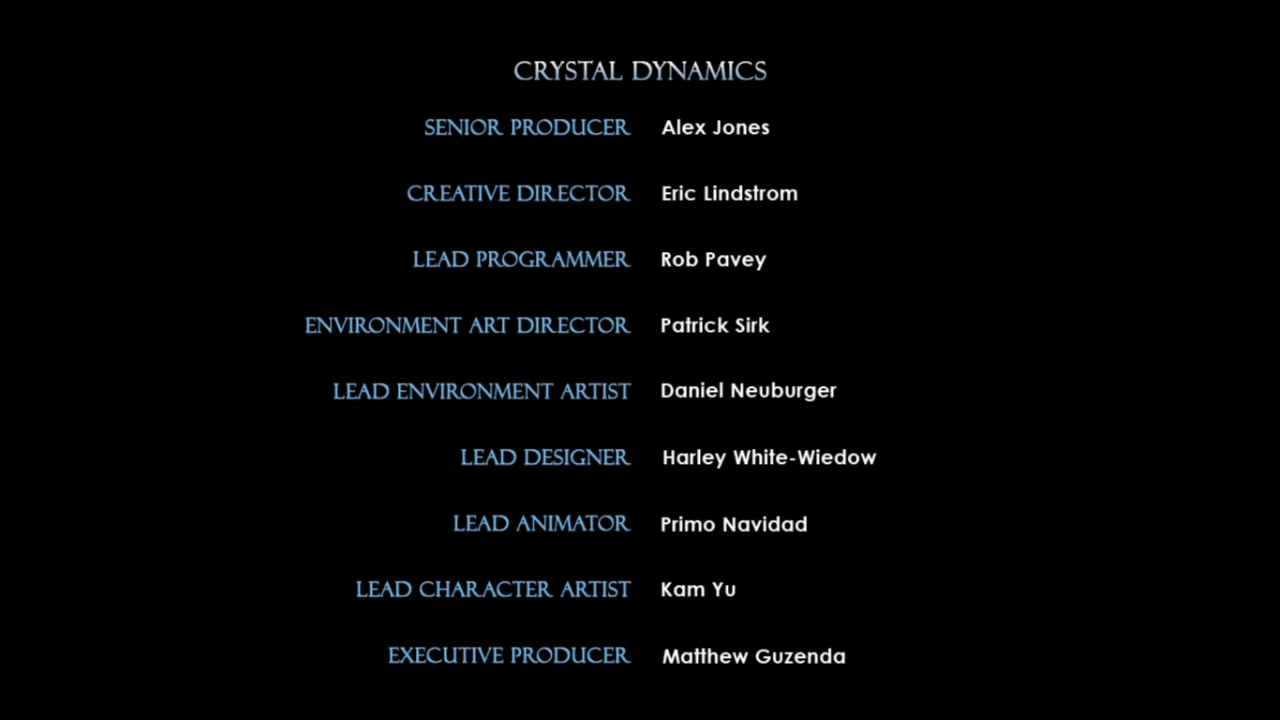 CRYSTAL DYNAMICS
SENIOR PRODUCER Alex Jones
CREATIVE DIRECTOR Eric Lindstrom
LEAD PROGRAMMER Rob Pavey
ENVIRONMENT ART DIRECTOR Patrick Sirk
LEAD ENVIRONMENT ARTIST Daniel Neuburger
LEAD DESIGNER Harley White-Wiedow
LEAD ANIMATOR Primo Navidad
LEAD CHARACTER ARTIST Kam Yu
EXECUTIVE PRODUCER Matthew Guzenda